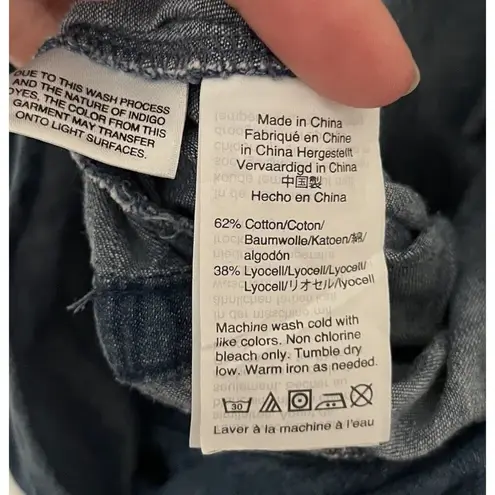 DUE TO THIS WASH PROCESS
AND THE NATURE OF INDIGO
DYES, THE COLOR FROM THIS
GARMENT MAY TRANSFER
ONTO LIGHT SURFACES.
Made in China
Fabriqué en Chine
in China Hergestellt
Vervaardigd in China
中国製
Hecho en China
62% Cotton/Coton/
Baumwolle/Katoen/綿/
algodón
38% Lyocell/Lyocell/Lyocell/
Lyocell/リオセル/lyocell
Machine wash cold with
like colors. Non chlorine
bleach only. Tumble dry
low. Warm iron as needed.
30
Laver à la machine à l'eau